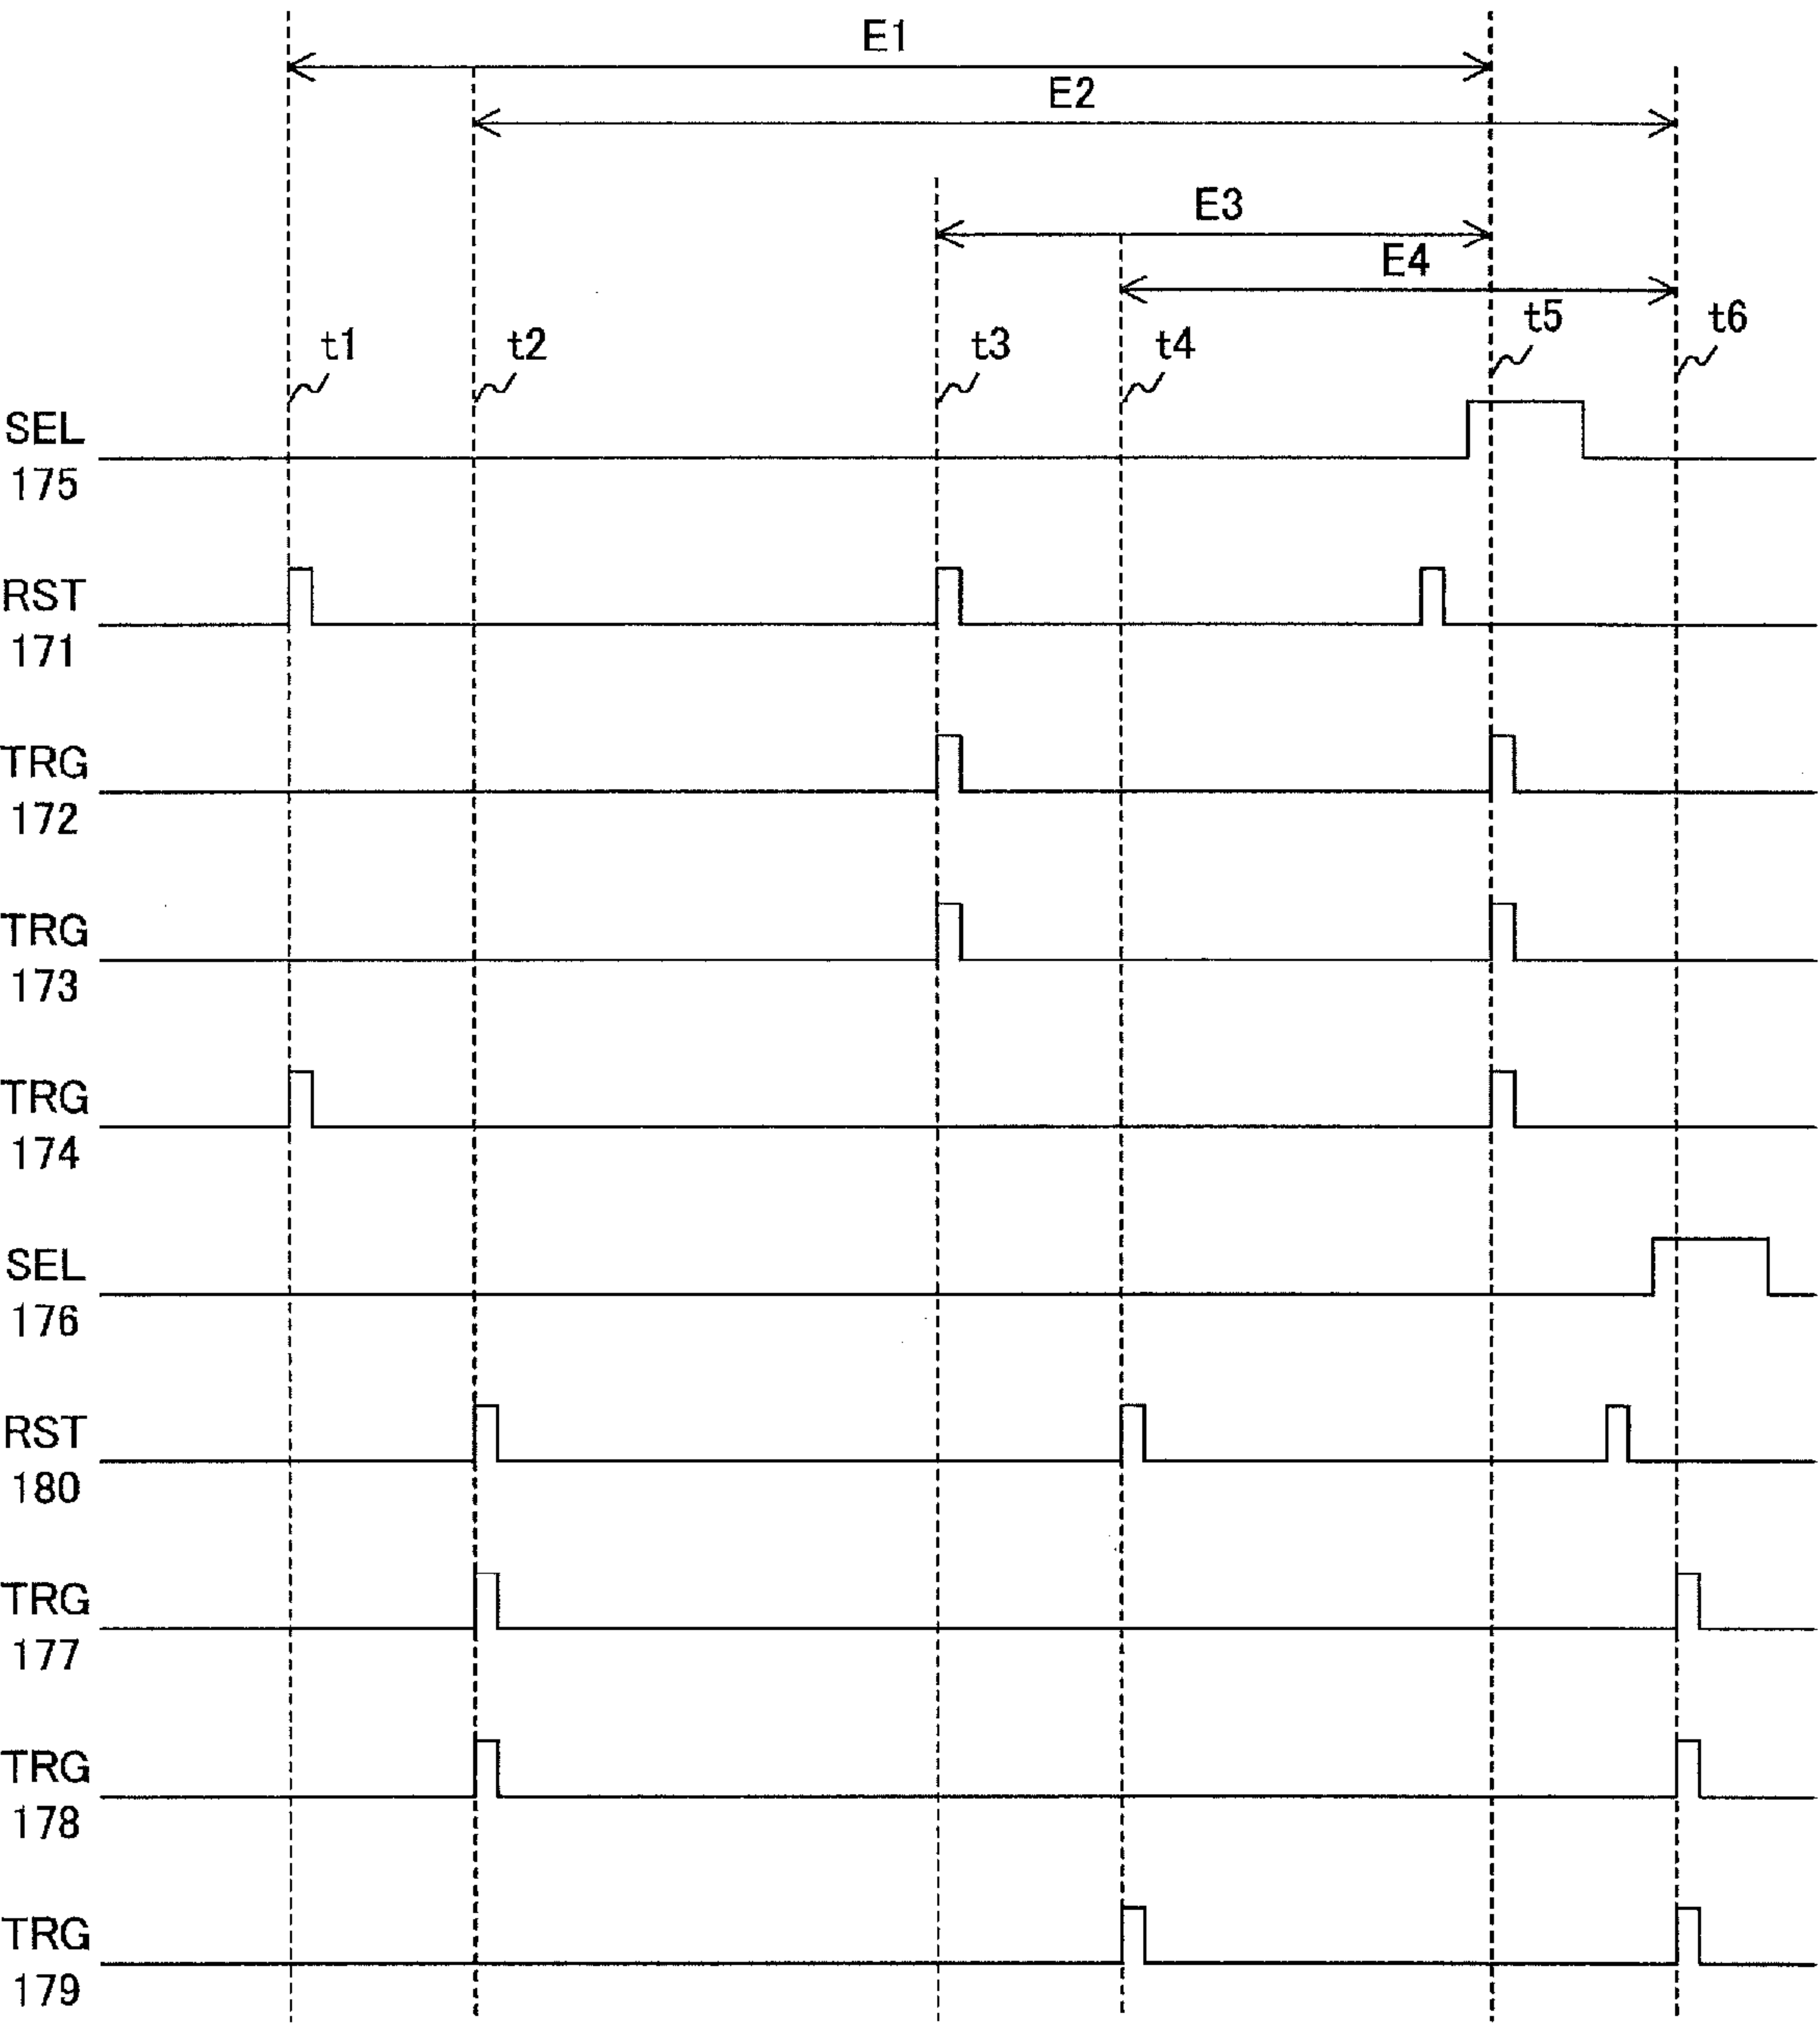 E1
E2
E3
E4
t1
t2
t3
t4
t5
t6
SEL
175
RST
171
TRG
172
TRG
173
TRG
174
SEL
176
RST
180
TRG
177
TRG
178
TRG
179